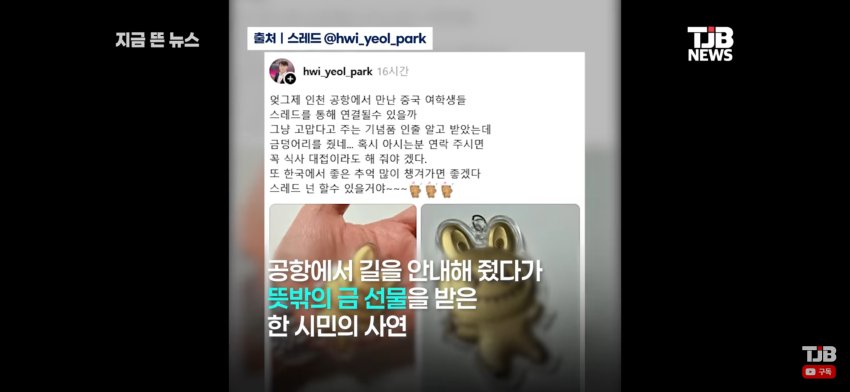 지금 뜬 뉴스
출처 | 스레드 @hwi_yeol_park
TJB
NEWS
hwi_yeol_park 16시간
엊그제 인천 공항에서 만난 중국 여학생들
스레드를 통해 연결될수 있을까
그냥 고맙다고 주는 기념품 인줄 알고 받았는데
금덩어리를 줬네... 혹시 아시는분 연락 주시면
꼭 식사 대접이라도 해 줘야 겠다.
또 한국에서 좋은 추억 많이 챙겨가면 좋겠다
스레드 넌 할수 있을거야~~~
공항에서 길을 안내해 줬다가
뜻밖의 금 선물을 받은
한 시민의 사연
TJB
구독